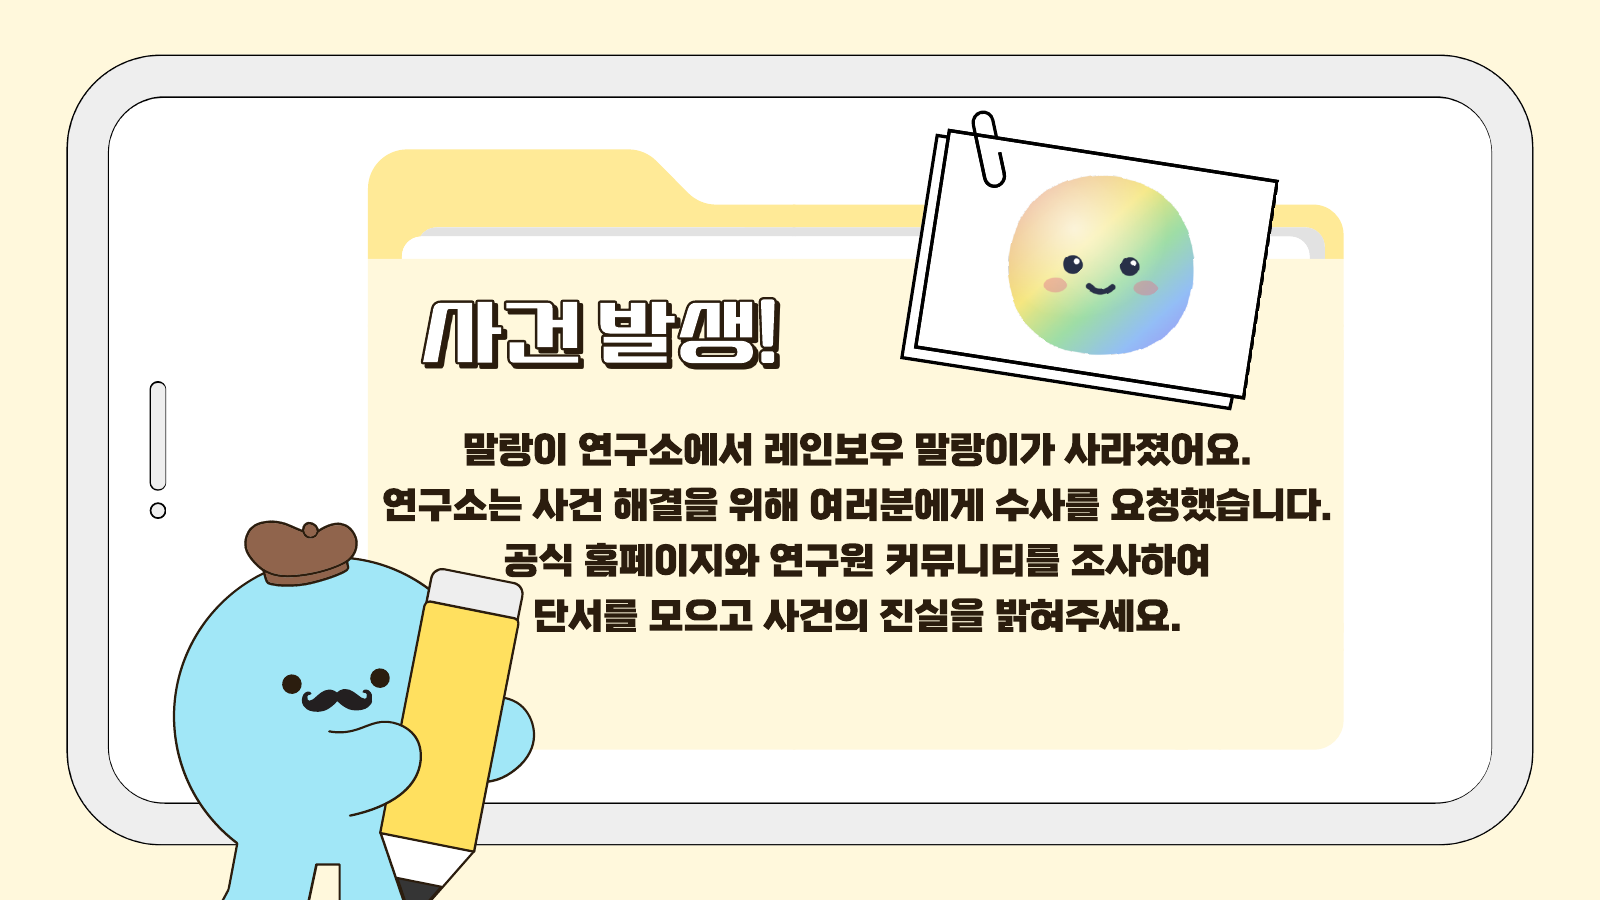 사건 발생!
말랑이 연구소에서 레인보우 말랑이가 사라졌어요.
연구소는 사건 해결을 위해 여러분에게 수사를 요청했습니다.
공식 홈페이지와 연구원 커뮤니티를 조사하여
단서를 모으고 사건의 진실을 밝혀주세요.